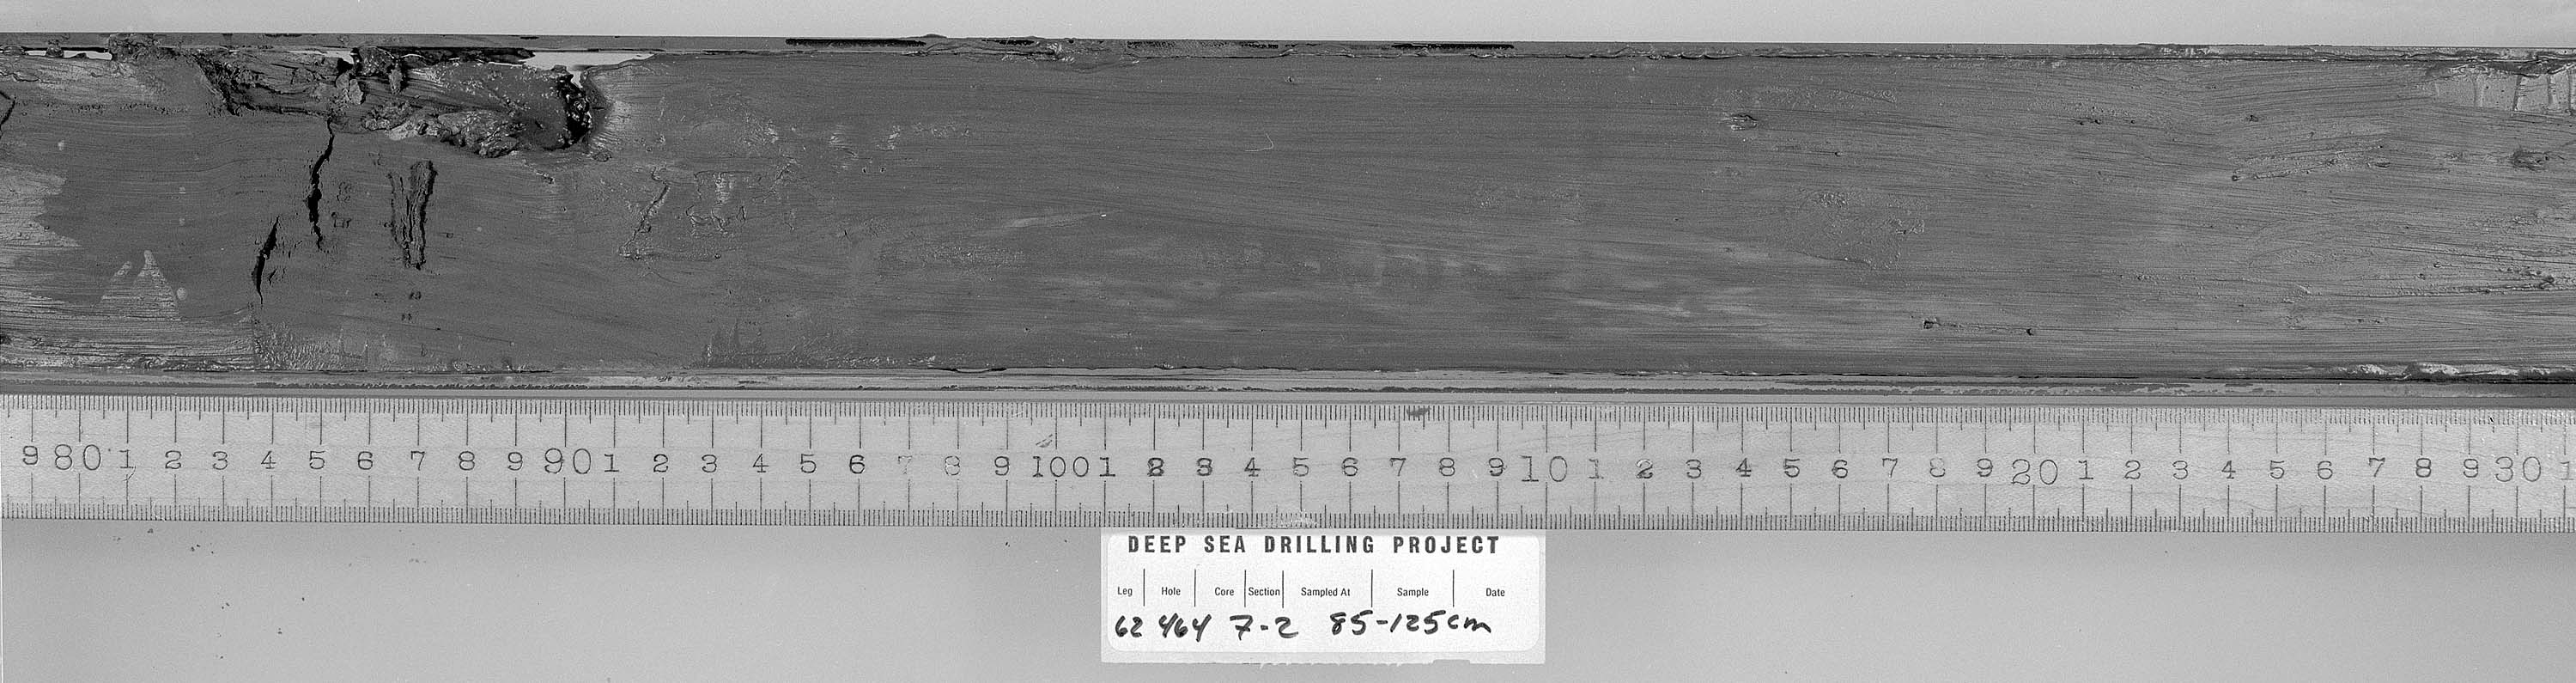 9 80 1 2 3 4 5 6 7 8 9 90 1 2 3 4 5 6 7 8 9 100 1 2 3 4 5 6 7 8 9 10 1 2 3 4 5 6 7 8 9 20 1 2 3 4 5 6 7 8 9 30 1
DEEP SEA DRILLING PROJECT
Leg Hole Core Section Sampled At Sample Date
62 464 7-2 85-125cm